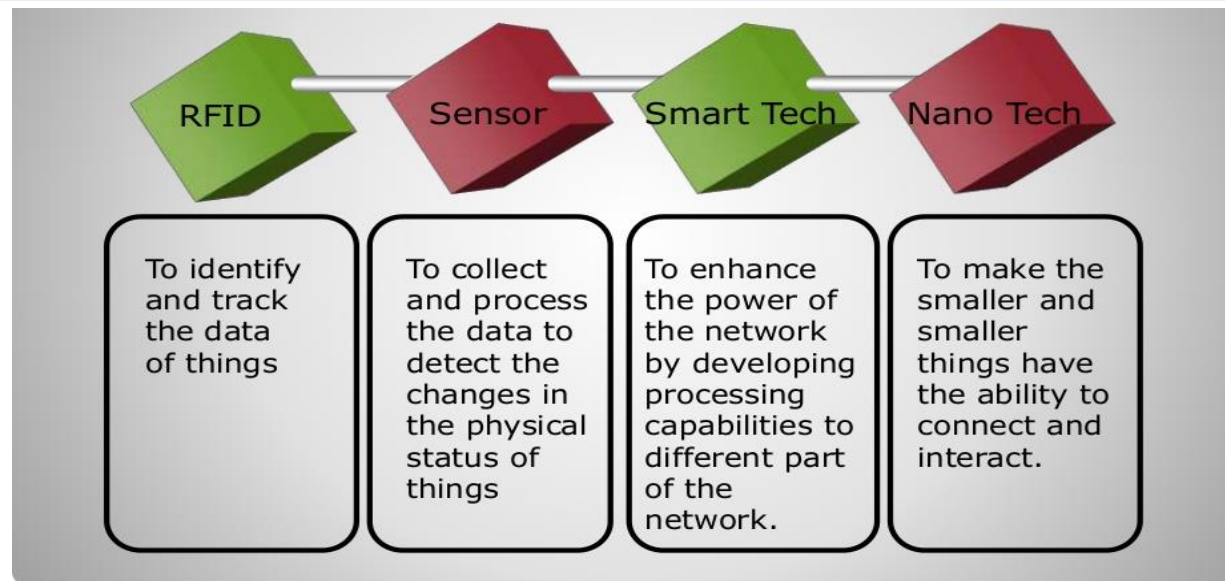 RFID
Sensor
Smart Tech
Nano Tech
To identify
and track
the data
of things
To collect
and process
the data to
detect the
changes in
the physical
status of
things
To enhance
the power of
the network
by developing
processing
capabilities to
different part
of the
network.
To make the
smaller and
smaller
things have
the ability to
connect and
interact.